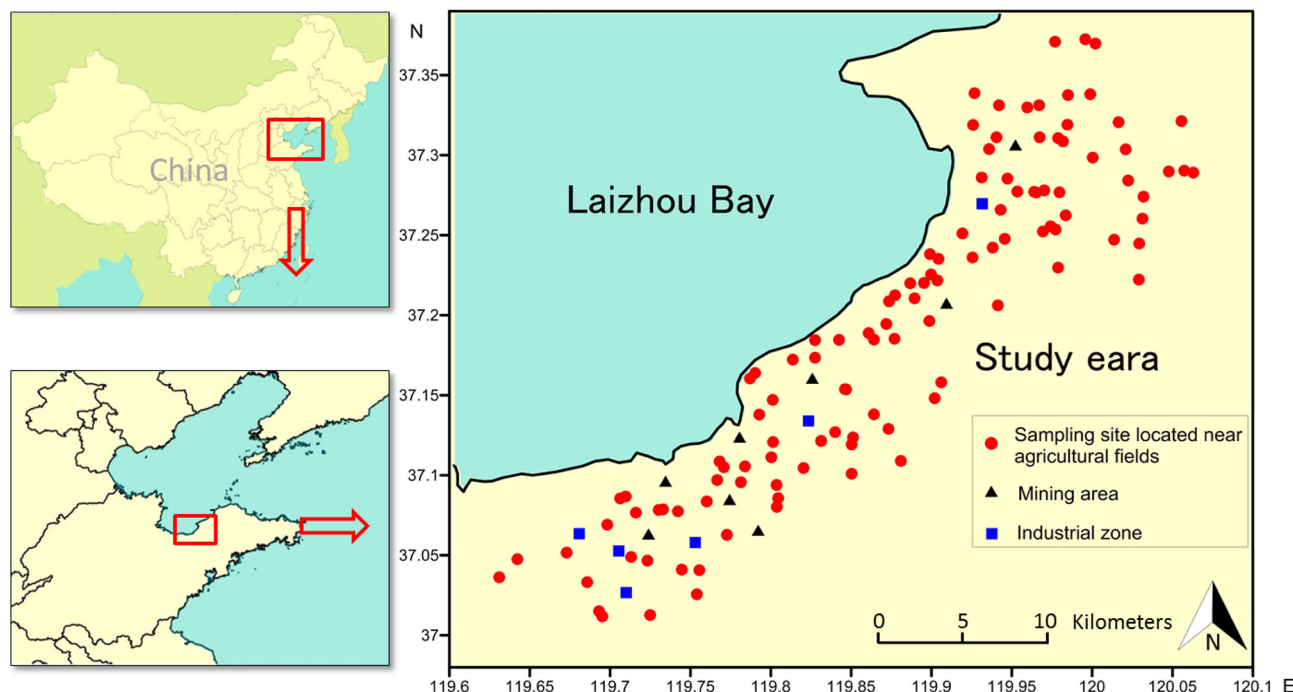 China
N
37.35
37.3
37.25
37.2
37.15
37.1
37.05
37
Laizhou Bay
Study eara
Sampling site located near
agricultural fields
Mining area
Industrial zone
0 5 10 Kilometers
N
119.6 119.65 119.7 119.75 119.8 119.85 119.9 119.95 120 120.05 120.1 E